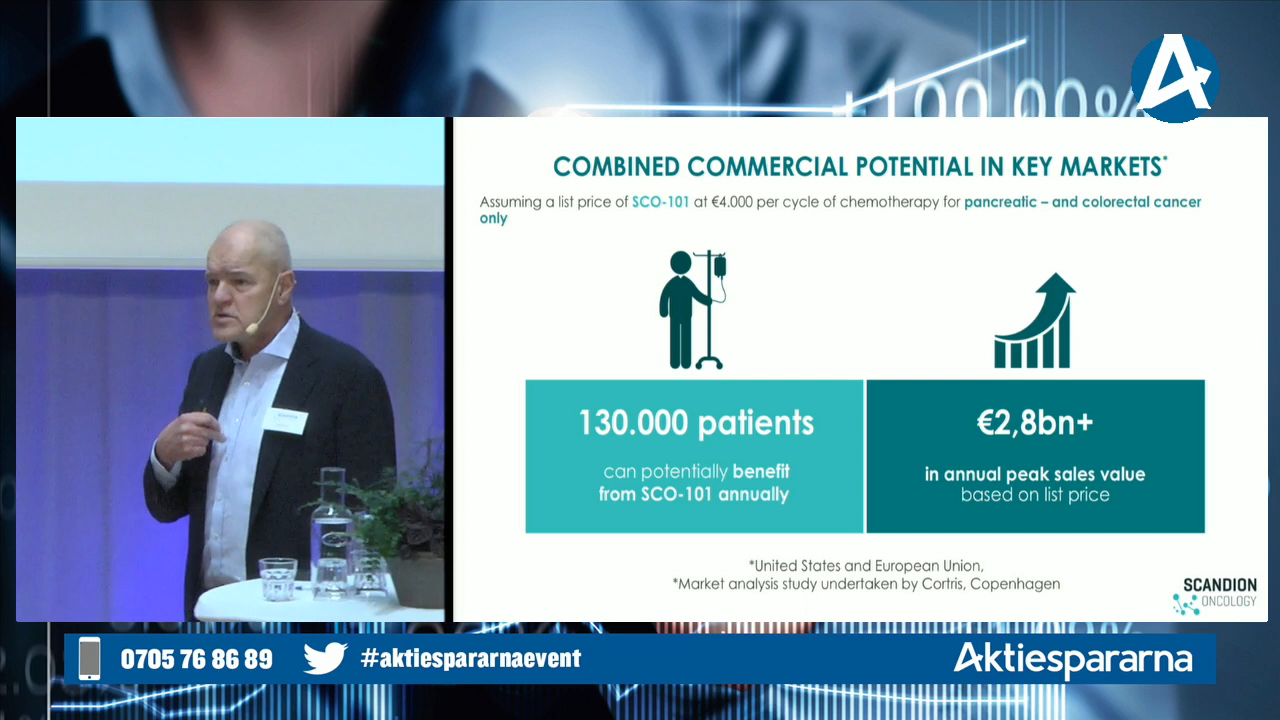 +100,00%
COMBINED COMMERCIAL POTENTIAL IN KEY MARKETS*
Assuming a list price of SCO-101 at €4.000 per cycle of chemotherapy for pancreatic – and colorectal cancer
only
130.000 patients
can potentially benefit
from SCO-101 annually
€2,8bn+
in annual peak sales value
based on list price
*United States and European Union,
*Market analysis study undertaken by Cortris, Copenhagen
SCANDION
ONCOLOGY
0705 76 86 89
#aktiespararnaevent
Aktiespararna